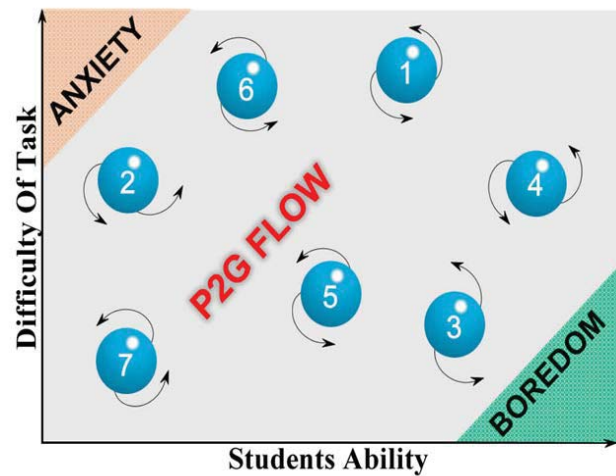 ANXIETY
6
1
2
4
P2G FLOW
5
3
7
BOREDOM
Difficulty Of Task
Students Ability